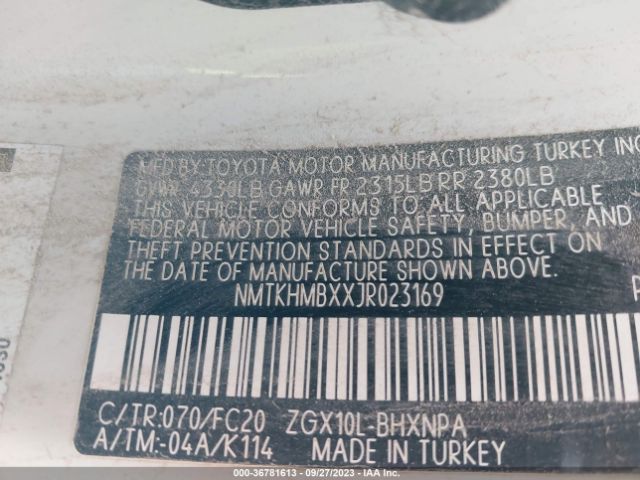 MFD BY TOYOTA MOTOR MANUFACTURING TURKEY INC
GVWR 4330LB GAWR FR 2315LB RR 2380LB
THIS VEHICLE CONFORMS TO ALL APPLICABLE
FEDERAL MOTOR VEHICLE SAFETY, BUMPER, AND
THEFT PREVENTION STANDARDS IN EFFECT ON
THE DATE OF MANUFACTURE SHOWN ABOVE.
NMTKHMBXXJR023169
P
C/TR:070/FC20 ZGX10L-BHXNPA
A/TM:-04A/K114 MADE IN TURKEY
000-36781613 - 09/27/2023 - COPYRIGHT IAA